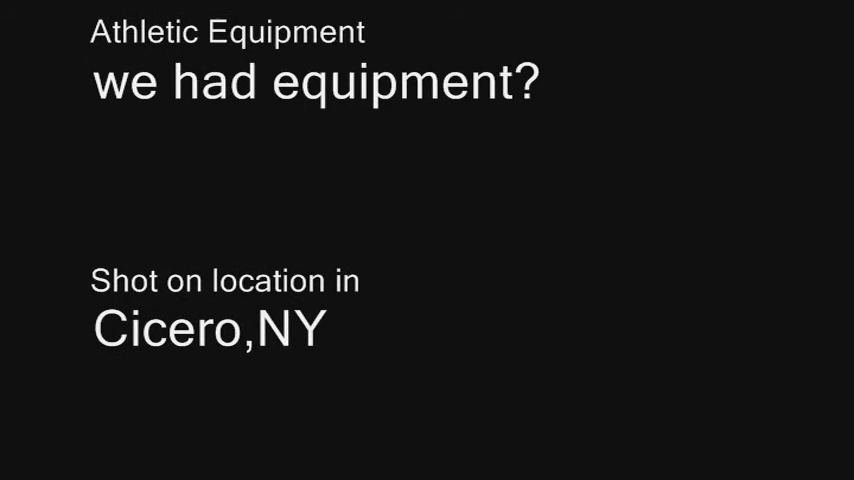 Athletic Equipment
we had equipment?
Shot on location in
Cicero,NY